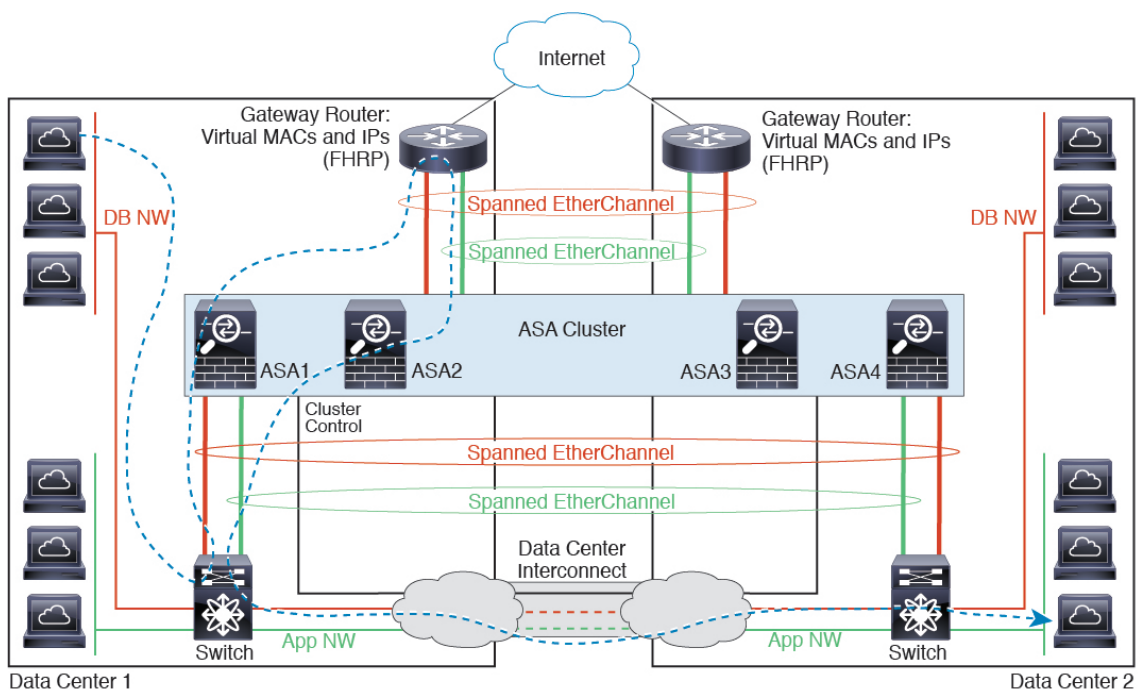 Internet
Gateway Router:
Virtual MACs and IPs
(FHRP)
Gateway Router:
Virtual MACs and IPs
(FHRP)
Spanned EtherChannel
DB NW
DB NW
Spanned EtherChannel
ASA Cluster
ASA1
ASA2
ASA3
ASA4
Cluster
Control
Spanned EtherChannel
Spanned EtherChannel
Data Center
Interconnect
App NW
App NW
Switch
Switch
Data Center 1
Data Center 2